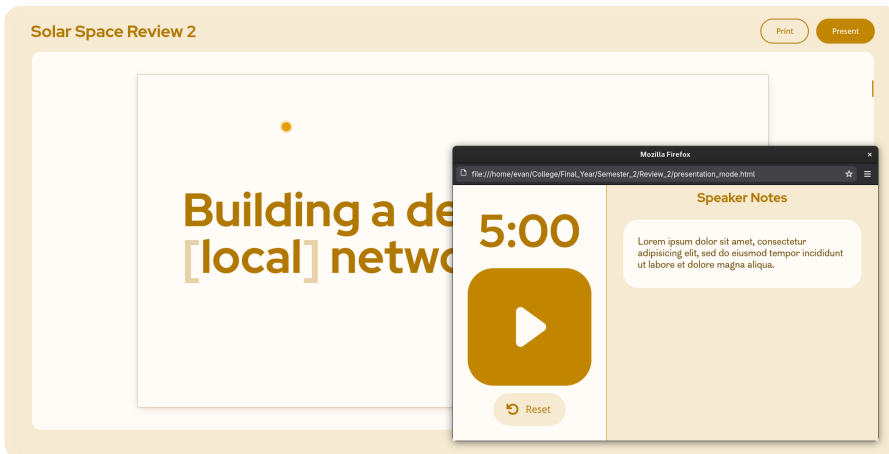 Solar Space Review 2
Print
Present
Building a de
[local] netwo
Mozilla Firefox
file:///home/evan/College/Final_Year/Semester_2/Review_2/presentation_mode.html
5:00
Reset
Speaker Notes
Lorem ipsum dolor sit amet, consectetur
adipisicing elit, sed do eiusmod tempor incididunt
ut labore et dolore magna aliqua.